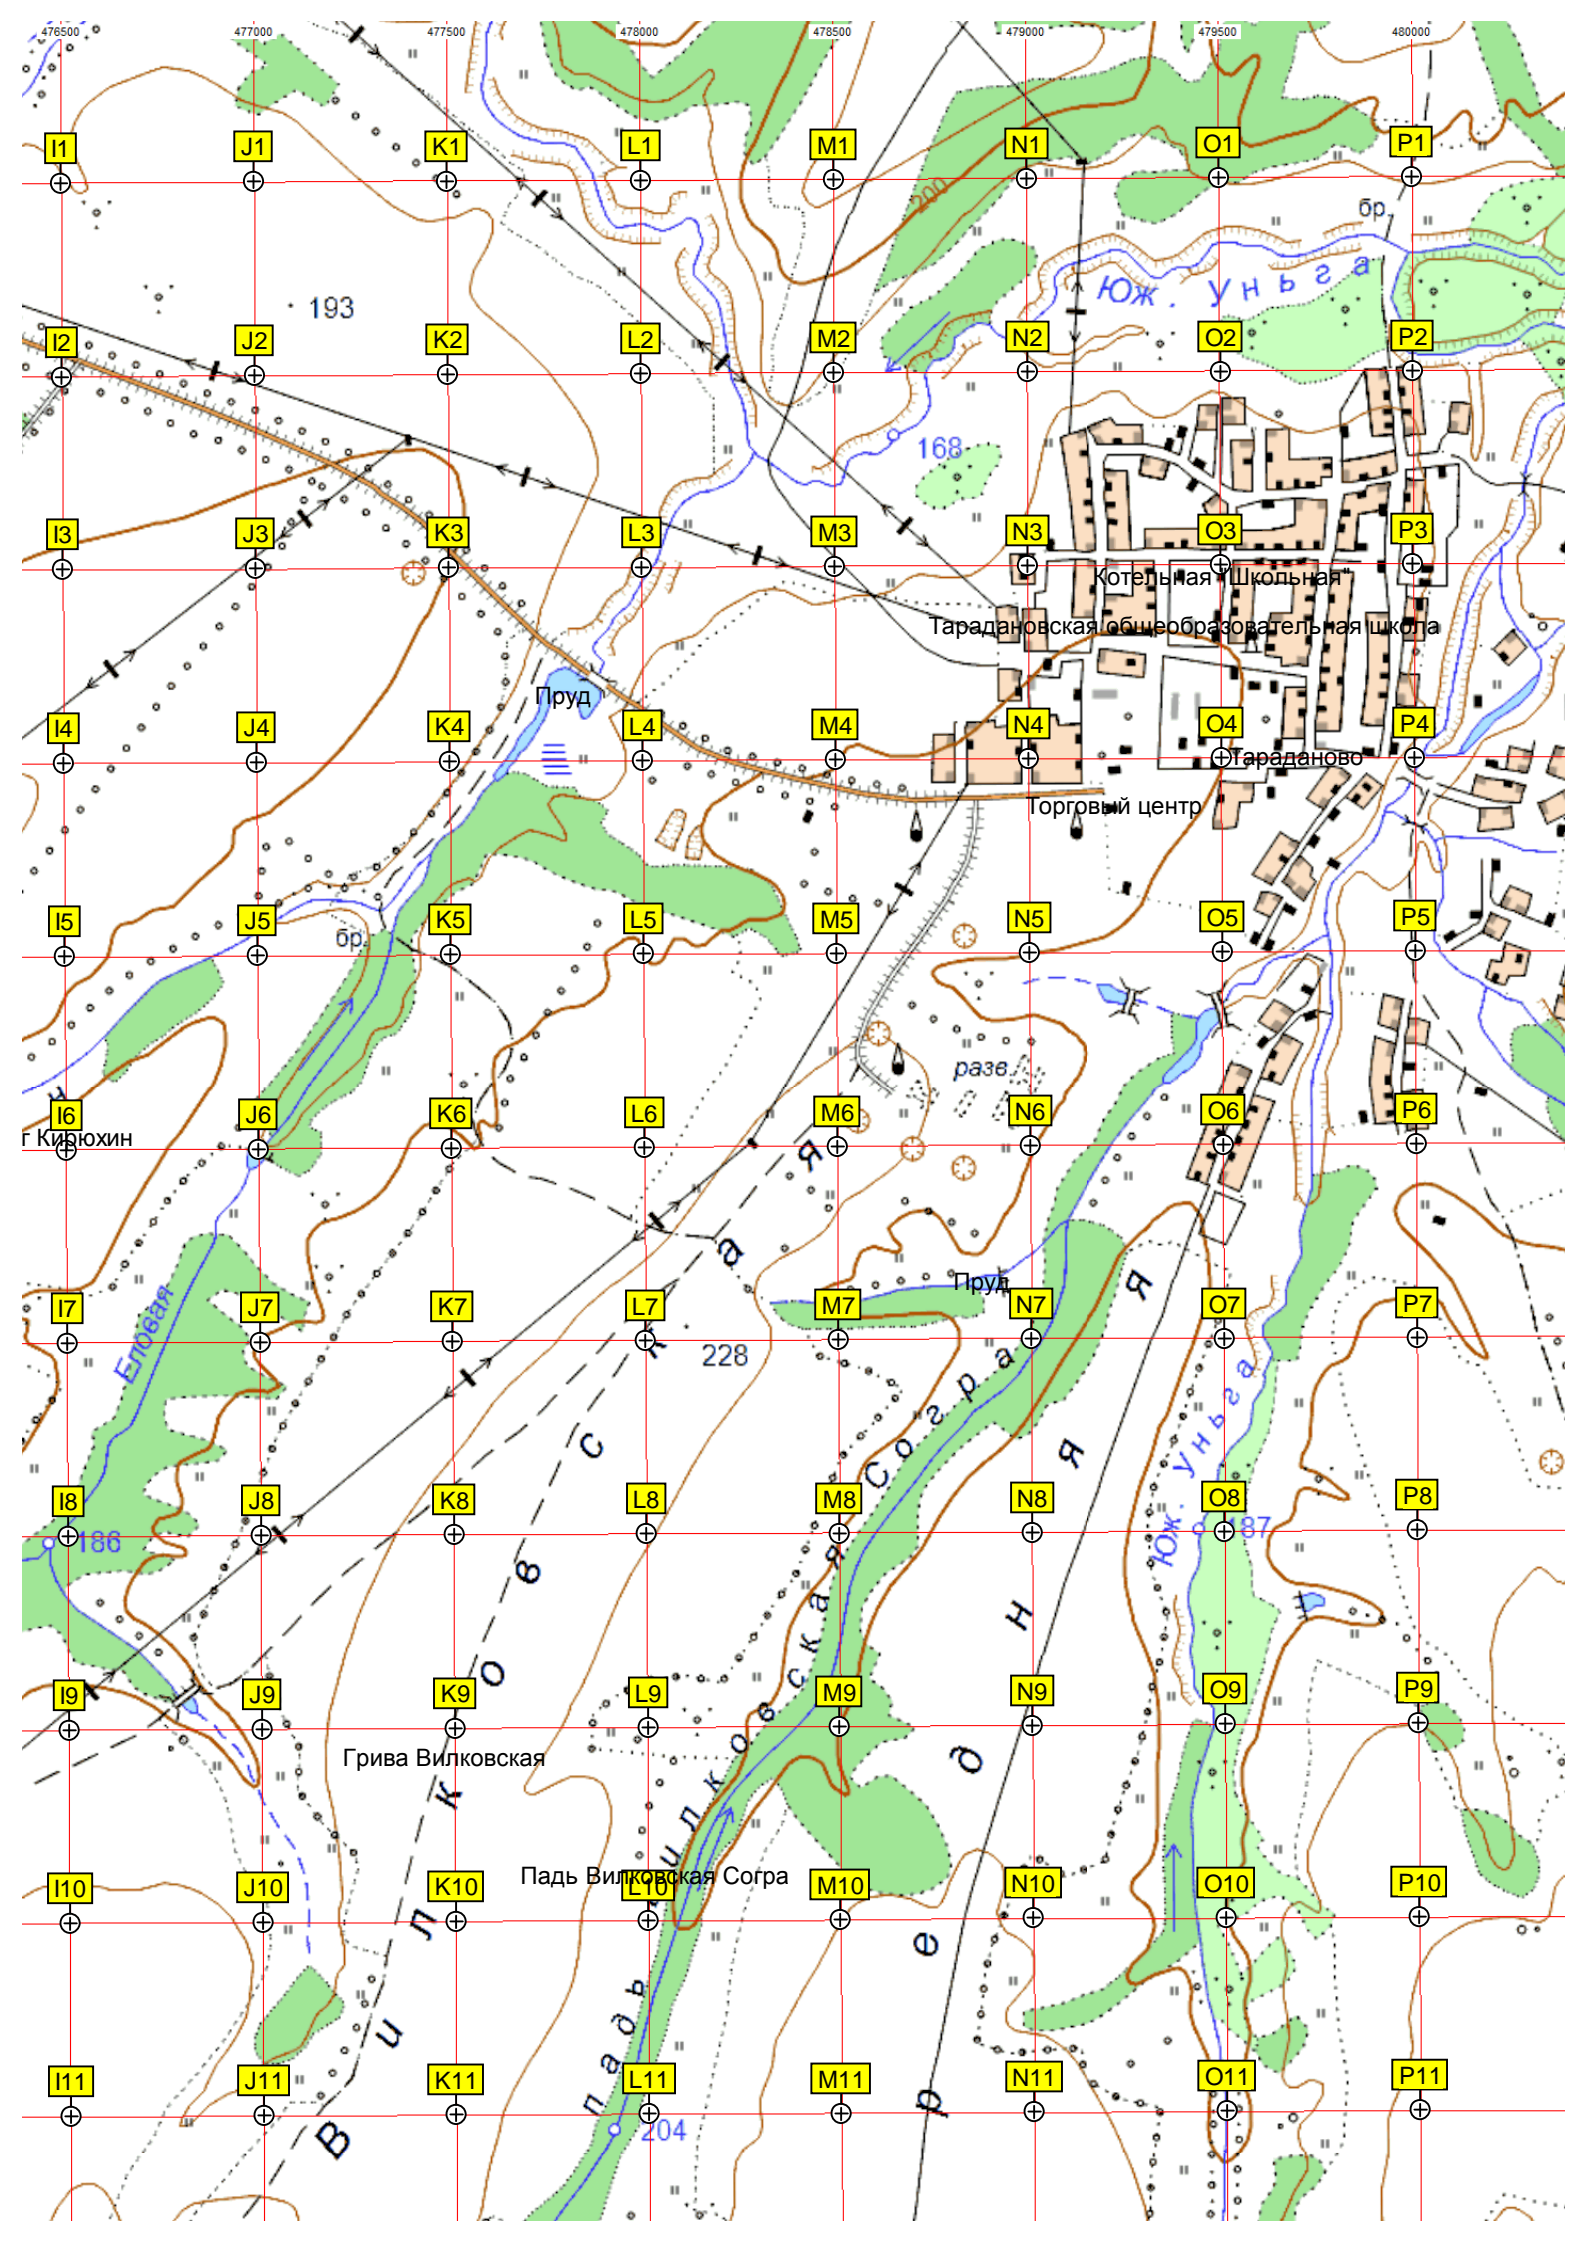 476500 477000 477500 478000 478500 479000 479500 480000
I1 J1 K1 L1 M1 N1 O1 P1
200
бр.
Юж. Уньга
193
I2 J2 K2 L2 M2 N2 O2 P2
168
I3 J3 K3 L3 M3 N3 O3 P3
Котельная "Школьная"
Тарадановская общеобразовательная школа
Пруд
I4 J4 K4 L4 M4 N4 O4 P4
Тараданово
Торговый центр
I5 J5 K5 L5 M5 N5 O5 P5
бр.
разв.
I6 J6 K6 L6 M6 N6 O6 P6
г Кирюхин
Пруд
I7 J7 K7 L7 M7 N7 O7 P7
Еловая
228
Юж. Уньга
I8 J8 K8 L8 M8 N8 O8 P8
186
187
I9 J9 K9 L9 M9 N9 O9 P9
Грива Вилковская
Падь Вилковская Согра
I10 J10 K10 L10 M10 N10 O10 P10
падь Вилковская Согра
I11 J11 K11 L11 M11 N11 O11 P11
204
Вилковская
редняя